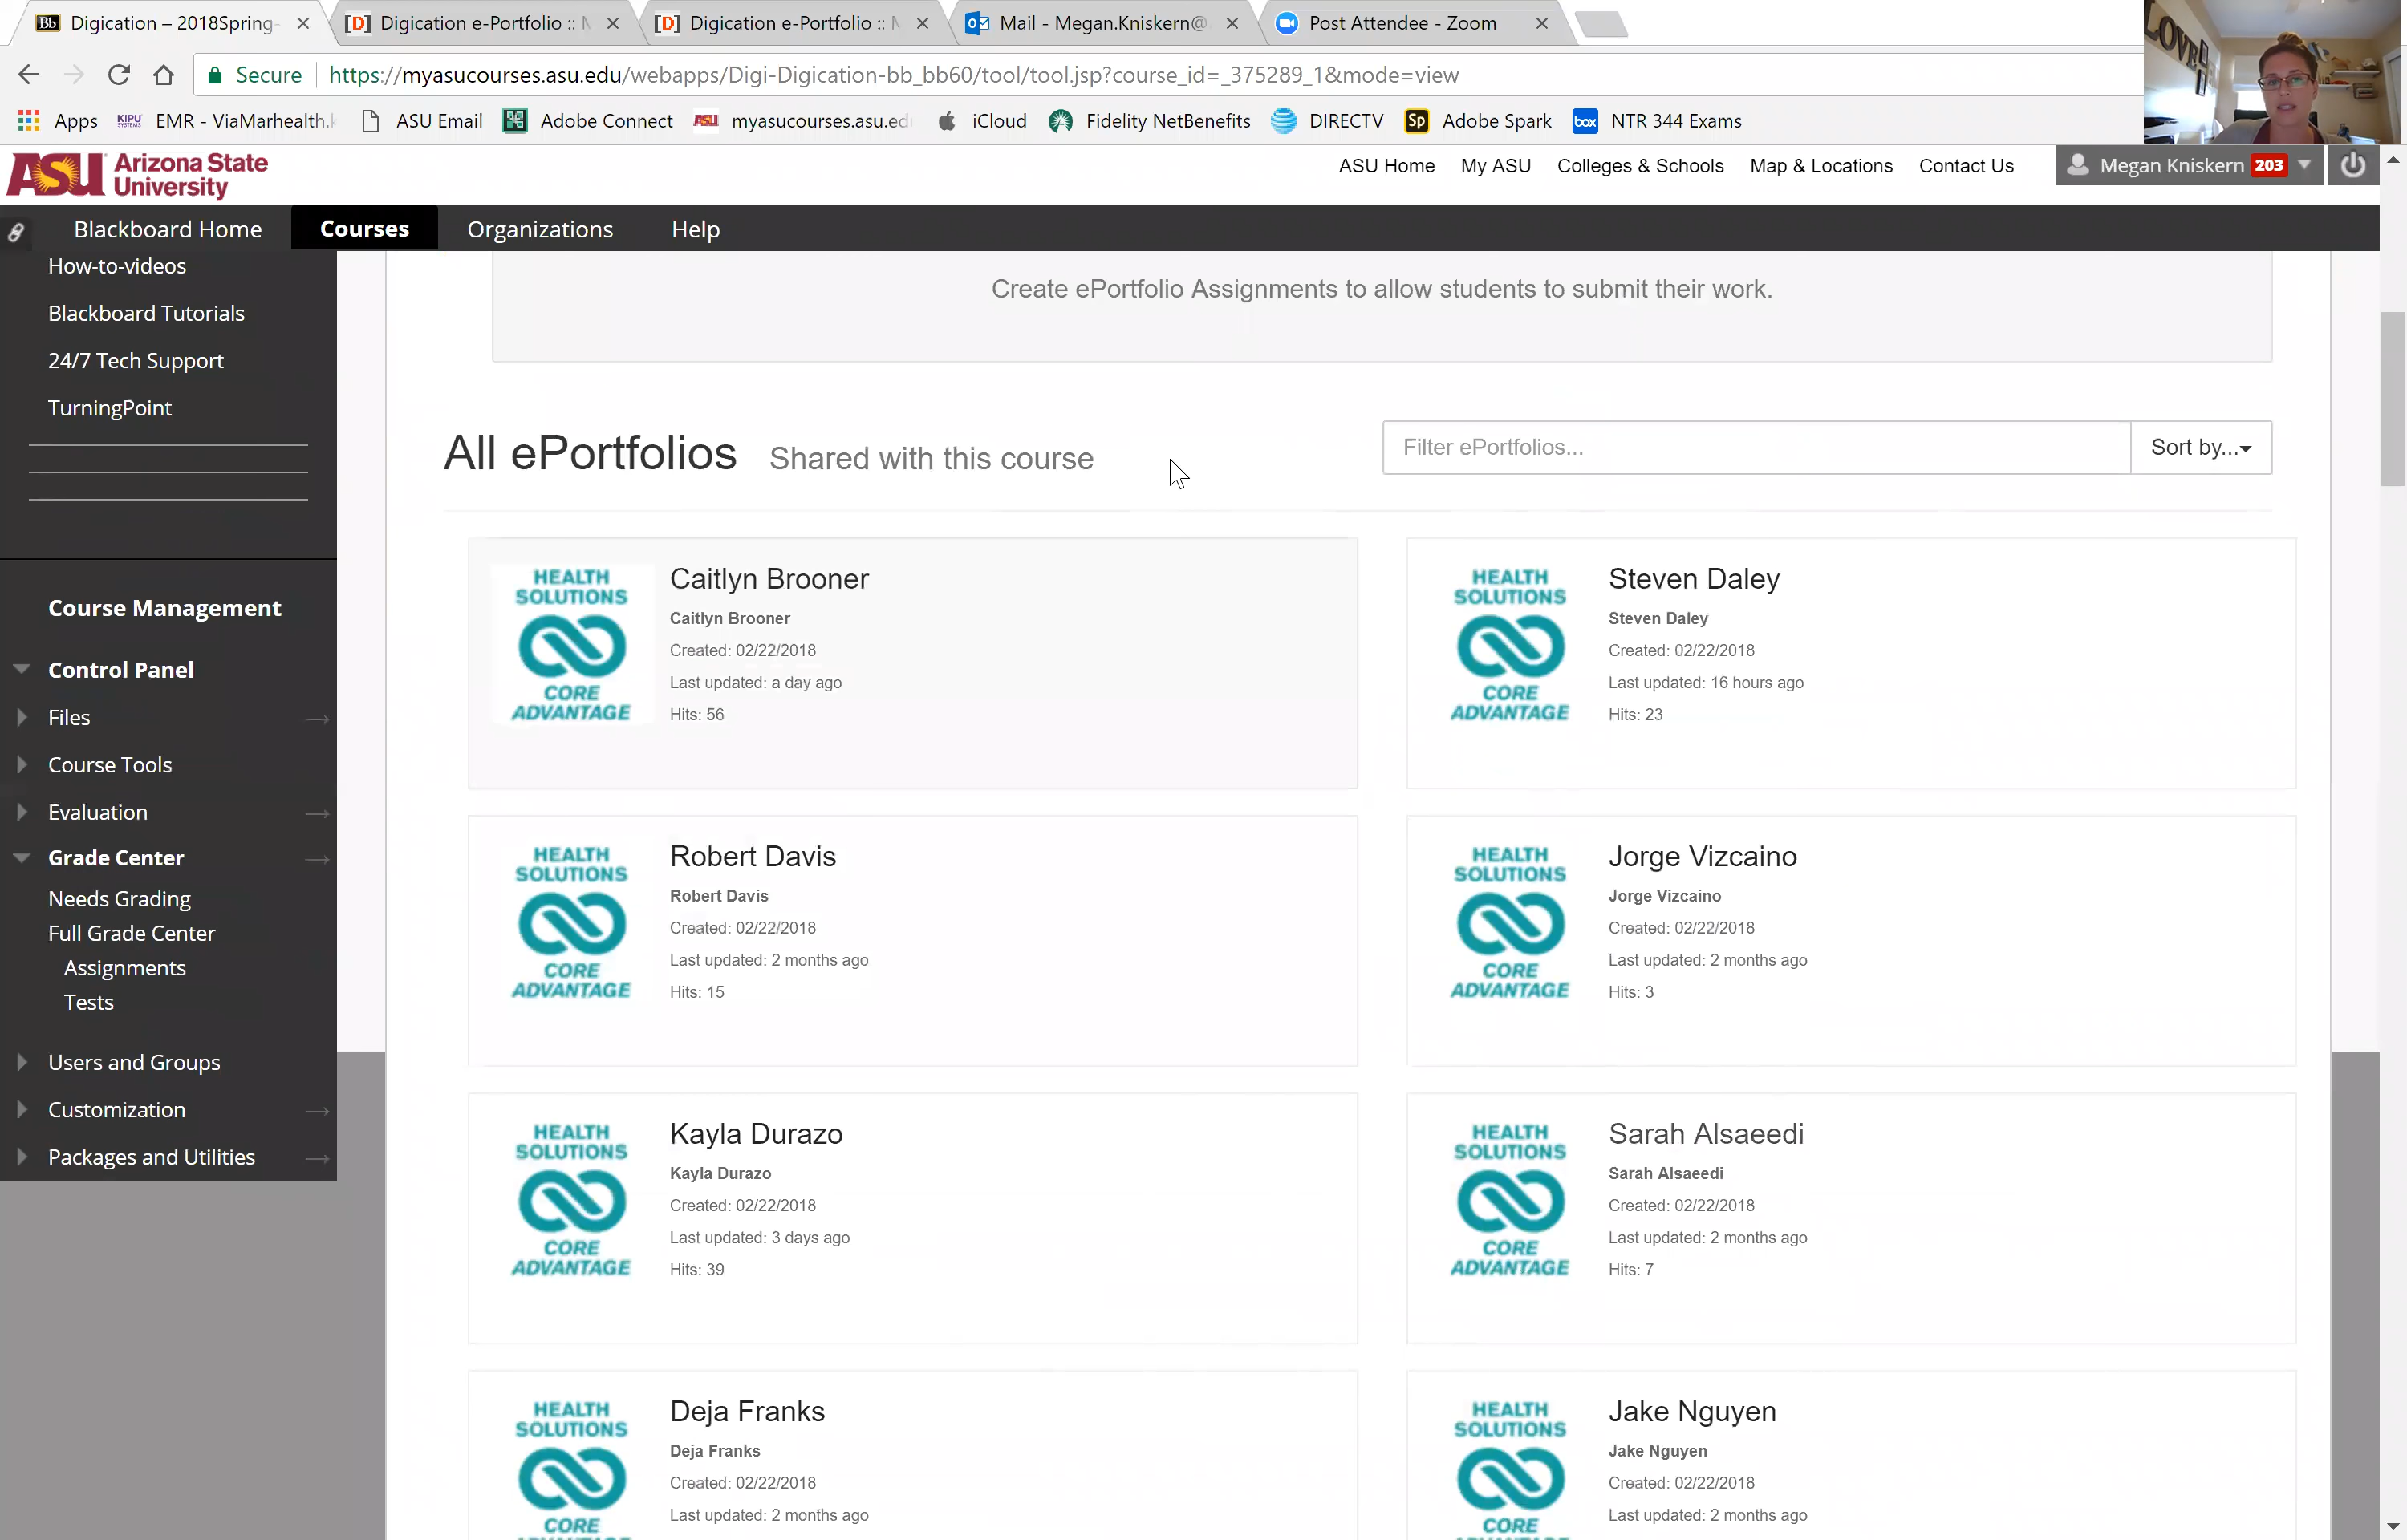 Digication – 2018Spring-
Digication e-Portfolio ::
Digication e-Portfolio ::
Mail - Megan.Kniskern@
Post Attendee - Zoom
Secure https://myasucourses.asu.edu/webapps/Digi-Digication-bb_bb60/tool/tool.jsp?course_id=_375289_1&mode=view
Apps
KIPU SYSTEMS EMR - ViaMarhealth.k
ASU Email
Adobe Connect
ASU myasucourses.asu.ed
iCloud
Fidelity NetBenefits
DIRECTV
Sp Adobe Spark
box NTR 344 Exams
LOVE
ASU Arizona State University
ASU Home My ASU Colleges & Schools Map & Locations Contact Us
Megan Kniskern 203
Blackboard Home Courses Organizations Help
How-to-videos
Blackboard Tutorials
24/7 Tech Support
TurningPoint
Course Management
Control Panel
Files
Course Tools
Evaluation
Grade Center
Needs Grading
Full Grade Center
Assignments
Tests
Users and Groups
Customization
Packages and Utilities
Create ePortfolio Assignments to allow students to submit their work.
All ePortfolios Shared with this course
Filter ePortfolios...
Sort by...
HEALTH
SOLUTIONS
CORE
ADVANTAGE
Caitlyn Brooner
Caitlyn Brooner
Created: 02/22/2018
Last updated: a day ago
Hits: 56
HEALTH
SOLUTIONS
CORE
ADVANTAGE
Steven Daley
Steven Daley
Created: 02/22/2018
Last updated: 16 hours ago
Hits: 23
HEALTH
SOLUTIONS
CORE
ADVANTAGE
Robert Davis
Robert Davis
Created: 02/22/2018
Last updated: 2 months ago
Hits: 15
HEALTH
SOLUTIONS
CORE
ADVANTAGE
Jorge Vizcaino
Jorge Vizcaino
Created: 02/22/2018
Last updated: 2 months ago
Hits: 3
HEALTH
SOLUTIONS
CORE
ADVANTAGE
Kayla Durazo
Kayla Durazo
Created: 02/22/2018
Last updated: 3 days ago
Hits: 39
HEALTH
SOLUTIONS
CORE
ADVANTAGE
Sarah Alsaeedi
Sarah Alsaeedi
Created: 02/22/2018
Last updated: 2 months ago
Hits: 7
HEALTH
SOLUTIONS
CORE
Deja Franks
Deja Franks
Created: 02/22/2018
Last updated: 2 months ago
HEALTH
SOLUTIONS
CORE
Jake Nguyen
Jake Nguyen
Created: 02/22/2018
Last updated: 2 months ago